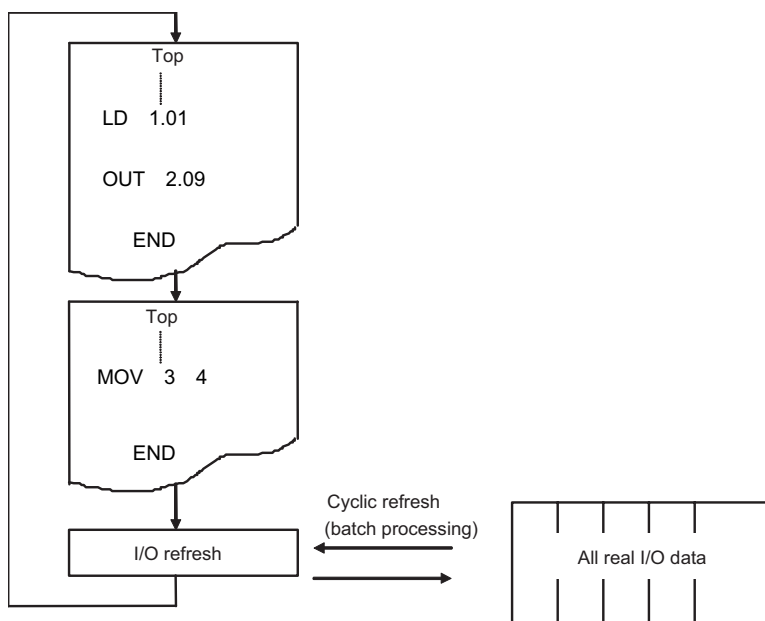 Top
LD 1.01
OUT 2.09
END
Top
MOV 3 4
END
I/O refresh
Cyclic refresh
(batch processing)
All real I/O data